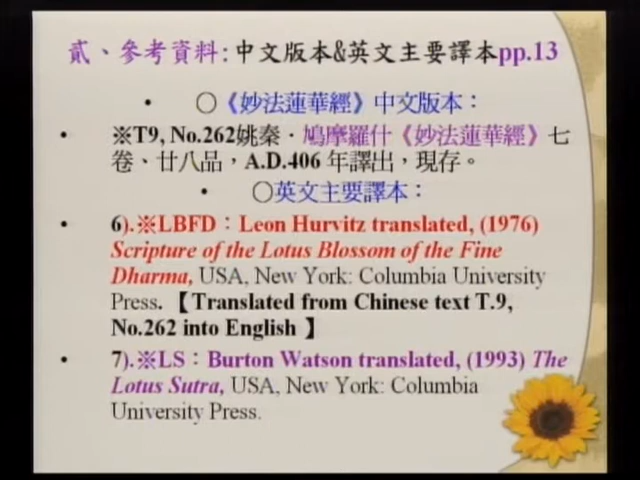 貳、參考資料:中文版本&英文主要譯本pp.13
• 〇《妙法蓮華經》中文版本：
• ※T9, No.262姚秦．鳩摩羅什《妙法蓮華經》七
卷、廿八品，A.D.406 年譯出，現存。
• 〇英文主要譯本：
• 6).※LBFD：Leon Hurvitz translated, (1976)
Scripture of the Lotus Blossom of the Fine
Dharma, USA, New York: Columbia University
Press.【Translated from Chinese text T.9,
No.262 into English 】
• 7).※LS：Burton Watson translated, (1993) The
Lotus Sutra, USA, New York: Columbia
University Press.